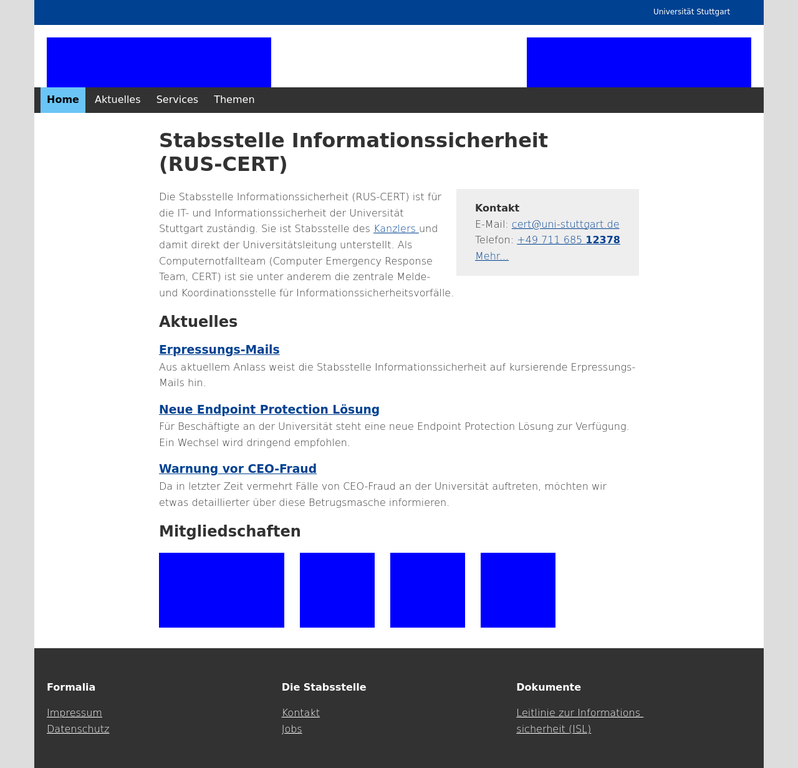 Universität Stuttgart
Home Aktuelles Services Themen
Stabsstelle Informationssicherheit
(RUS-CERT)
Die Stabsstelle Informationssicherheit (RUS-CERT) ist für
die IT- und Informationssicherheit der Universität
Stuttgart zuständig. Sie ist Stabsstelle des Kanzlers und
damit direkt der Universitätsleitung unterstellt. Als
Computernotfallteam (Computer Emergency Response
Team, CERT) ist sie unter anderem die zentrale Melde-
und Koordinationsstelle für Informationssicherheitsvorfälle.
Kontakt
E-Mail: cert@uni-stuttgart.de
Telefon: +49 711 685 12378
Mehr...
Aktuelles
Erpressungs-Mails
Aus aktuellem Anlass weist die Stabsstelle Informationssicherheit auf kursierende Erpressungs-
Mails hin.
Neue Endpoint Protection Lösung
Für Beschäftigte an der Universität steht eine neue Endpoint Protection Lösung zur Verfügung.
Ein Wechsel wird dringend empfohlen.
Warnung vor CEO-Fraud
Da in letzter Zeit vermehrt Fälle von CEO-Fraud an der Universität auftreten, möchten wir
etwas detaillierter über diese Betrugsmasche informieren.
Mitgliedschaften
Formalia
Impressum
Datenschutz
Die Stabsstelle
Kontakt
Jobs
Dokumente
Leitlinie zur Informations
sicherheit (ISL)